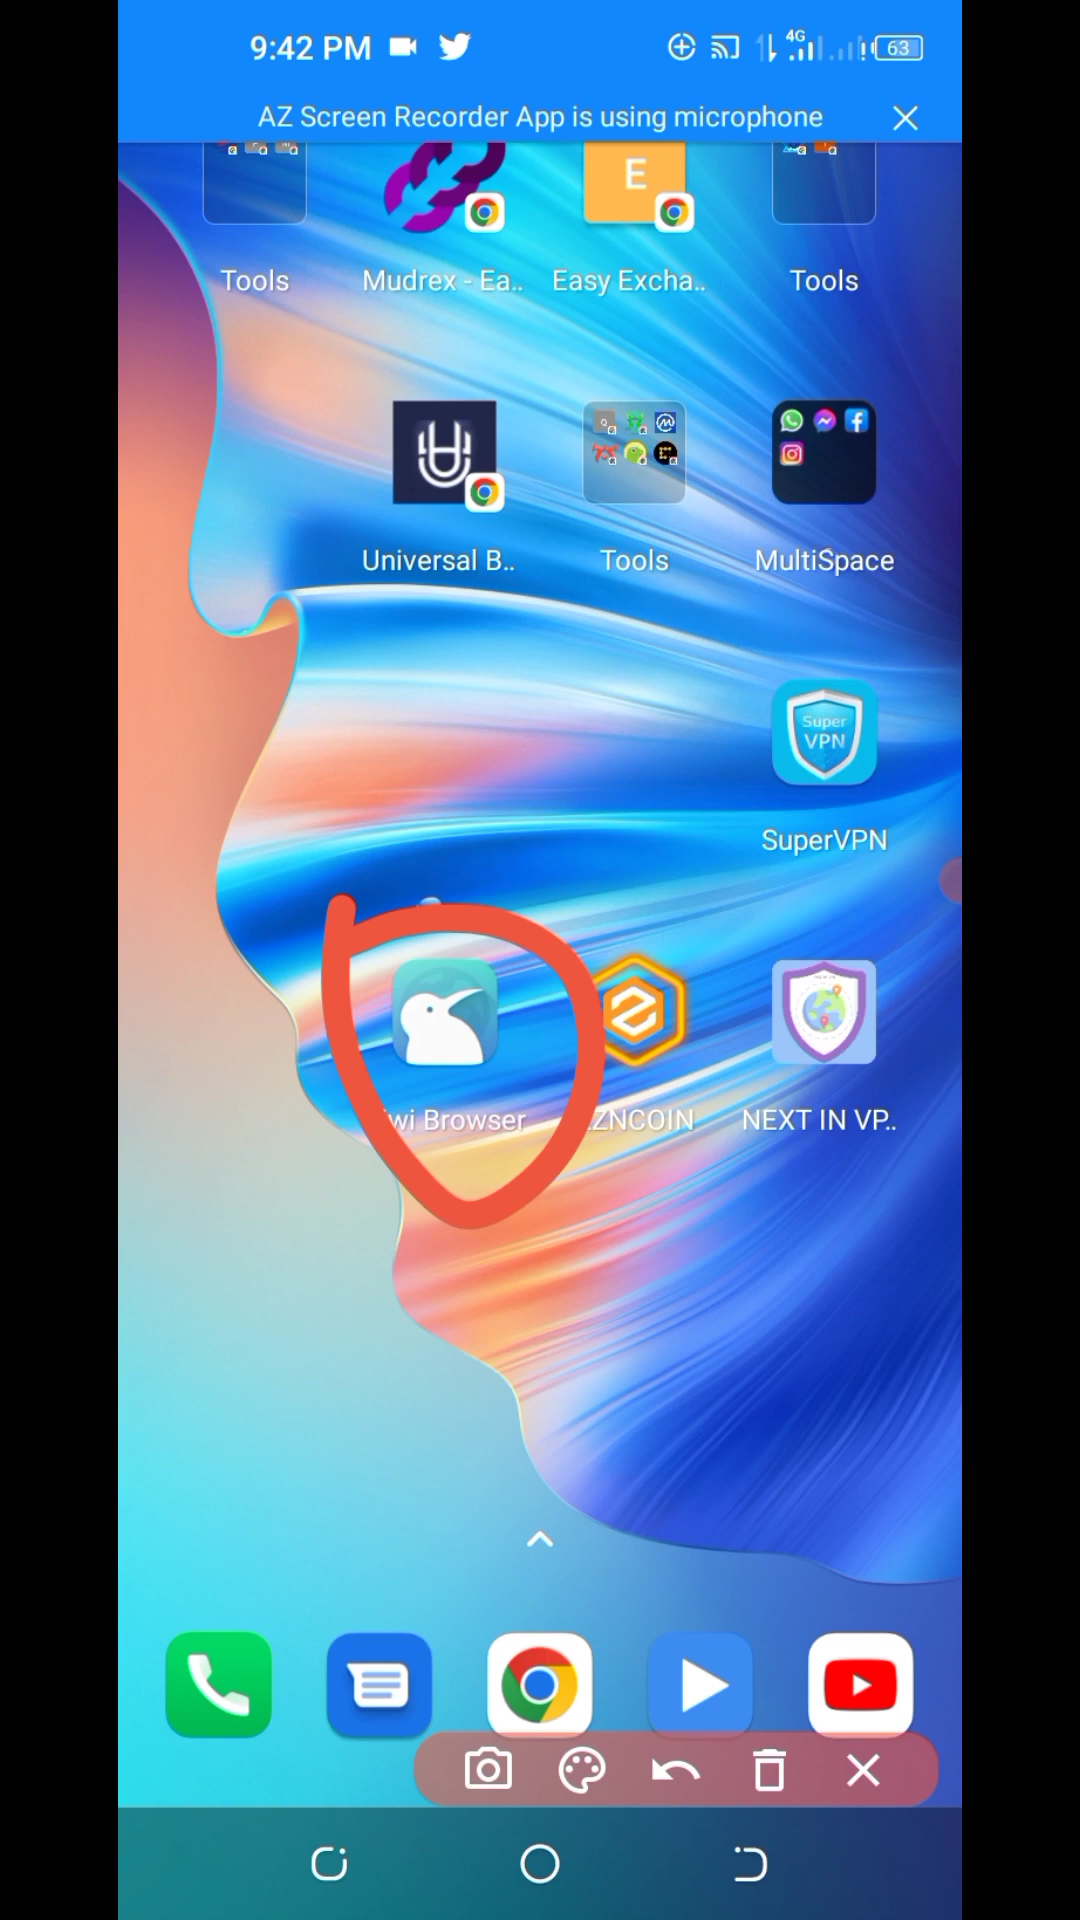 9:42 PM
4G
63
AZ Screen Recorder App is using microphone
E
Tools
Mudrex - Ea..
Easy Excha..
Tools
Universal B..
Tools
MultiSpace
Super
VPN
SuperVPN
wi Browser
ZNCOIN
NEXT IN VP..